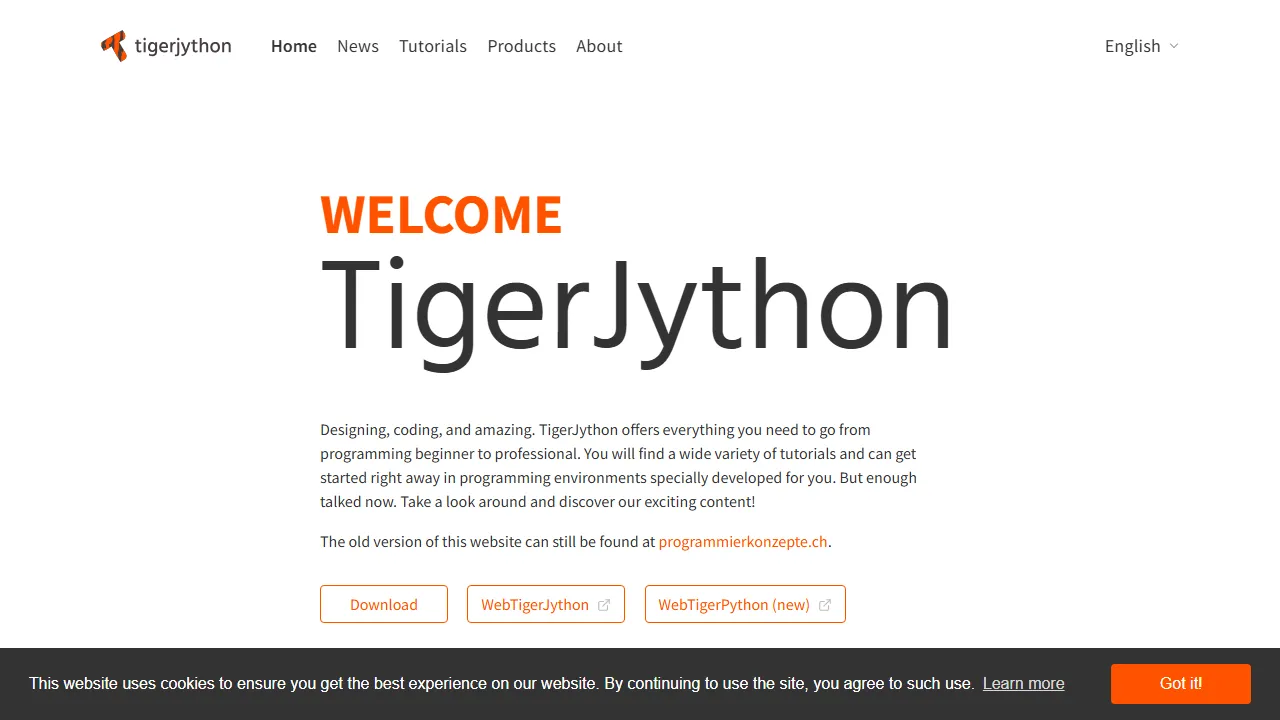 tigerjython
Home News Tutorials Products About
English
WELCOME
TigerJython
Designing, coding, and amazing. TigerJython offers everything you need to go from
programming beginner to professional. You will find a wide variety of tutorials and can get
started right away in programming environments specially developed for you. But enough
talked now. Take a look around and discover our exciting content!
The old version of this website can still be found at programmierkonzepte.ch.
Download
WebTigerJython
WebTigerPython (new)
This website uses cookies to ensure you get the best experience on our website. By continuing to use the site, you agree to such use. Learn more
Got it!